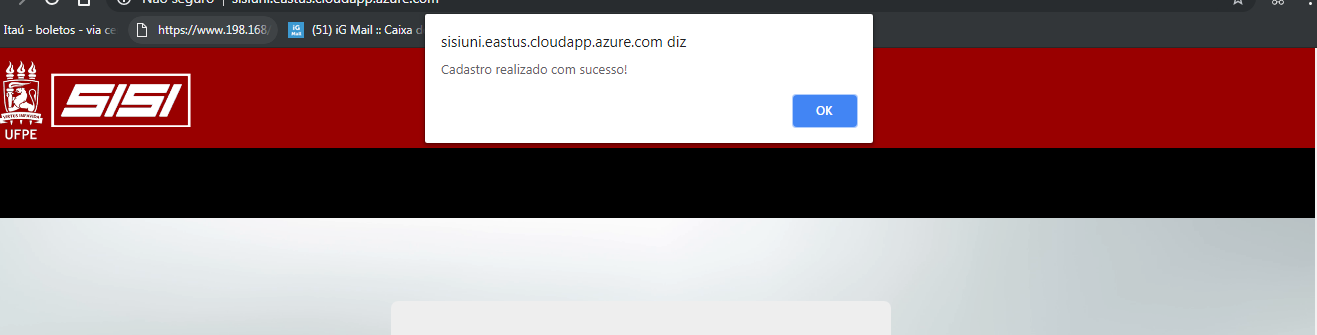 Não seguro | sisiuni.eastus.cloudapp.azure.com
Itaú - boletos - via ce
https://www.198.168/
iG Mail
(51) iG Mail :: Caixa d
sisiuni.eastus.cloudapp.azure.com diz
Cadastro realizado com sucesso!
OK
SISI
UFPE